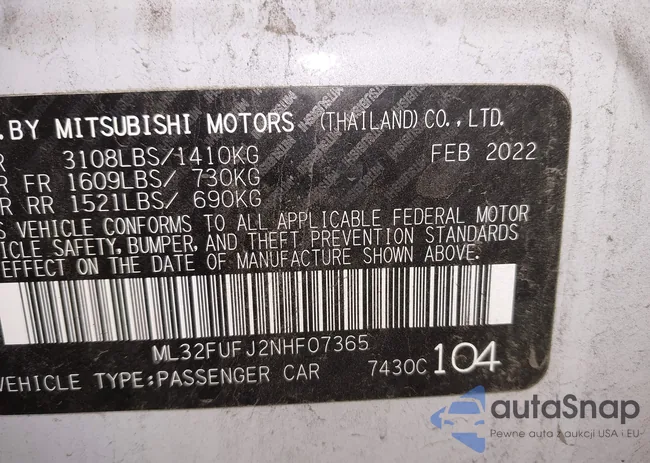 .BY MITSUBISHI MOTORS (THAILAND)CO.,LTD.
R 3108LBS/1410KG FEB 2022
R FR 1609LBS/ 730KG
R RR 1521LBS/ 690KG
S VEHICLE CONFORMS TO ALL APPLICABLE FEDERAL MOTOR
ICLE SAFETY, BUMPER, AND THEFT PREVENTION STANDARDS
EFFECT ON THE DATE OF MANUFACTURE SHOWN ABOVE.
ML32FUFJ2NHF07365
VEHICLE TYPE:PASSENGER CAR 7430C 104
autaSnap
Pewne auta z aukcji USA i EU